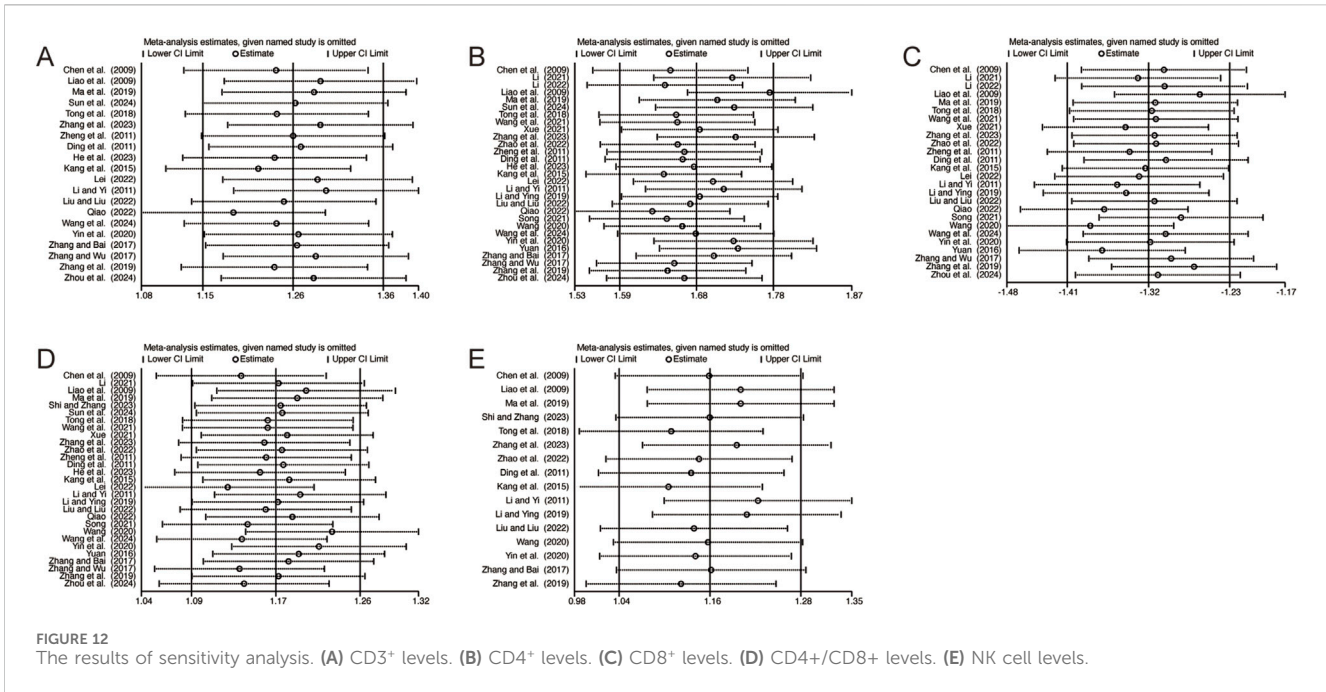 A
Meta-analysis estimates, given named study is omitted
Lower CI Limit Estimate Upper CI Limit
Chen et al. (2009)
Liao et al. (2009)
Ma et al. (2019)
Sun et al. (2024)
Tong et al. (2018)
Zhang et al. (2023)
Zheng et al. (2011)
Ding et al. (2011)
He et al. (2023)
Kang et al. (2015)
Lei (2022)
Li and Yi (2011)
Liu and Liu (2022)
Qiao (2022)
Wang et al. (2024)
Yin et al. (2020)
Zhang and Bai (2017)
Zhang and Wu (2017)
Zhang et al. (2019)
Zhou et al. (2024)
1.08 1.15 1.26 1.36 1.40
B
Meta-analysis estimates, given named study is omitted
Lower CI Limit Estimate Upper CI Limit
Chen et al. (2009)
Li (2021)
Li (2022)
Liao et al. (2009)
Ma et al. (2019)
Sun et al. (2024)
Tong et al. (2018)
Wang et al. (2021)
Xue (2021)
Zhang et al. (2023)
Zhao et al. (2022)
Zheng et al. (2011)
Ding et al. (2011)
He et al. (2023)
Kang et al. (2015)
Lei (2022)
Li and Yi (2011)
Li and Ying (2019)
Liu and Liu (2022)
Qiao (2022)
Song (2021)
Wang (2020)
Wang et al. (2024)
Yin et al. (2020)
Yuan (2016)
Zhang and Bai (2017)
Zhang and Wu (2017)
Zhang et al. (2019)
Zhou et al. (2024)
1.53 1.59 1.68 1.78 1.87
C
Meta-analysis estimates, given named study is omitted
Lower CI Limit Estimate Upper CI Limit
Chen et al. (2009)
Li (2021)
Li (2022)
Liao et al. (2009)
Ma et al. (2019)
Tong et al. (2018)
Wang et al. (2021)
Xue (2021)
Zhang et al. (2023)
Zhao et al. (2022)
Zheng et al. (2011)
Ding et al. (2011)
Kang et al. (2015)
Lei (2022)
Li and Yi (2011)
Li and Ying (2019)
Liu and Liu (2022)
Qiao (2022)
Song (2021)
Wang (2020)
Wang et al. (2024)
Yin et al. (2020)
Yuan (2016)
Zhang and Wu (2017)
Zhang et al. (2019)
Zhou et al. (2024)
-1.48 -1.41 -1.32 -1.23 -1.17
D
Meta-analysis estimates, given named study is omitted
Lower CI Limit Estimate Upper CI Limit
Chen et al. (2009)
Li (2021)
Liao et al. (2009)
Ma et al. (2019)
Shi and Zhang (2023)
Sun et al. (2024)
Tong et al. (2018)
Wang et al. (2021)
Xue (2021)
Zhang et al. (2023)
Zhao et al. (2022)
Zheng et al. (2011)
Ding et al. (2011)
He et al. (2023)
Kang et al. (2015)
Lei (2022)
Li and Yi (2011)
Li and Ying (2019)
Liu and Liu (2022)
Qiao (2022)
Song (2021)
Wang (2020)
Wang et al. (2024)
Yin et al. (2020)
Yuan (2016)
Zhang and Bai (2017)
Zhang and Wu (2017)
Zhang et al. (2019)
Zhou et al. (2024)
1.04 1.09 1.17 1.26 1.32
E
Meta-analysis estimates, given named study is omitted
Lower CI Limit Estimate Upper CI Limit
Chen et al. (2009)
Liao et al. (2009)
Ma et al. (2019)
Shi and Zhang (2023)
Tong et al. (2018)
Zhang et al. (2023)
Zhao et al. (2022)
Ding et al. (2011)
Kang et al. (2015)
Li and Yi (2011)
Li and Ying (2019)
Liu and Liu (2022)
Wang (2020)
Yin et al. (2020)
Zhang and Bai (2017)
Zhang et al. (2019)
0.98 1.04 1.16 1.28 1.35
FIGURE 12
The results of sensitivity analysis. (A) CD3⁺ levels. (B) CD4⁺ levels. (C) CD8⁺ levels. (D) CD4+/CD8+ levels. (E) NK cell levels.